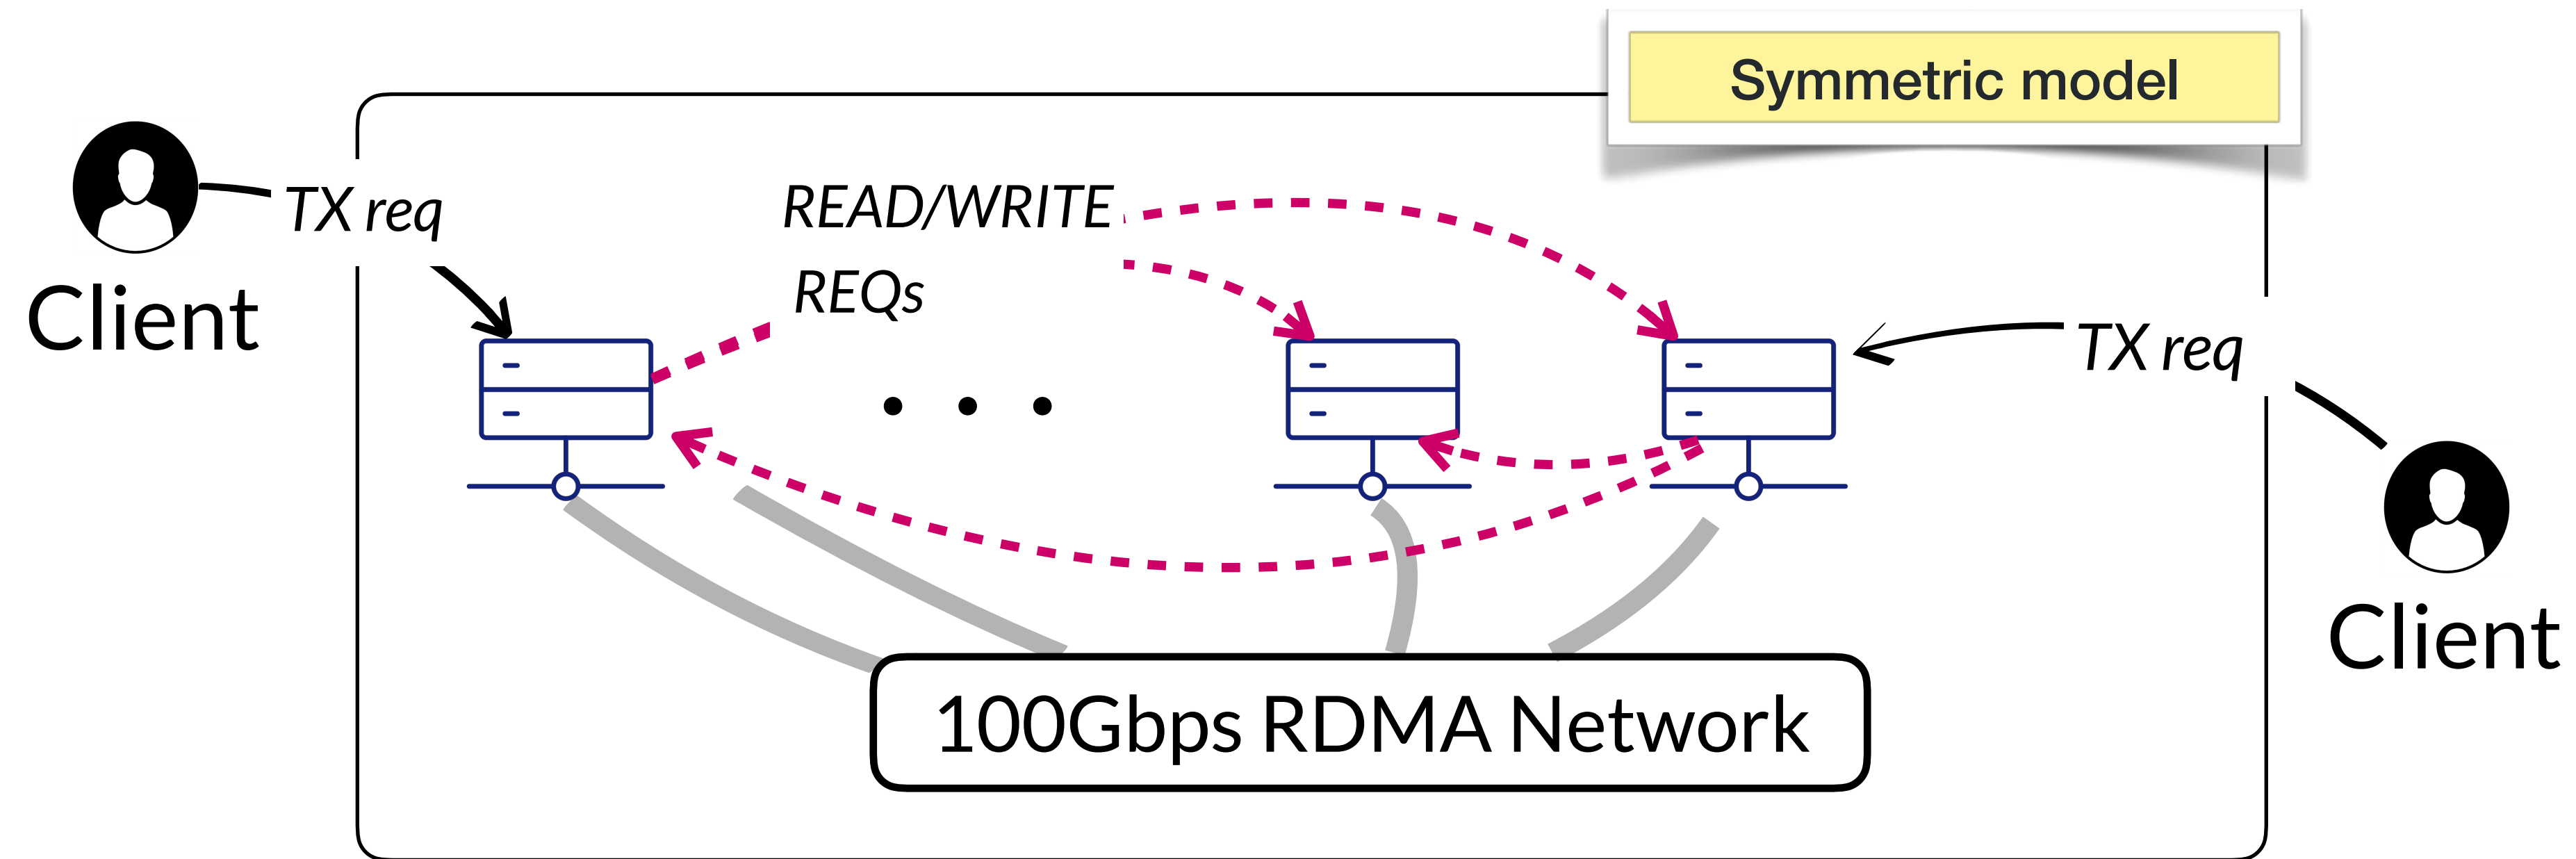 Symmetric model
TX req
READ/WRITE
REQs
Client
TX req
Client
100Gbps RDMA Network